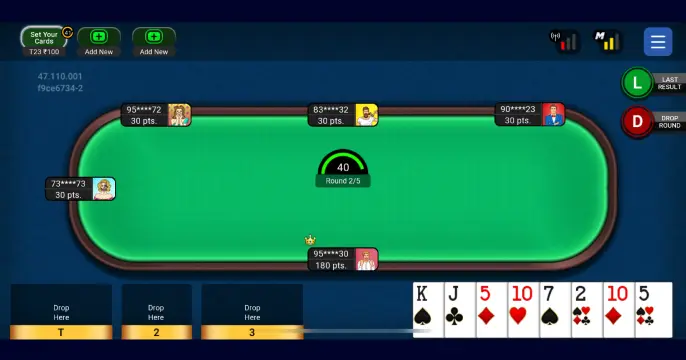 Set Your
Cards
T23 ₹100
Add New
Add New
M
47.110.001
f9ce6734-2
L
LAST
RESULT
D
DROP
ROUND
95****72
30 pts.
83****32
30 pts.
90****23
30 pts.
73****73
30 pts.
40
Round 2/5
95****30
180 pts.
Drop
Here
T
Drop
Here
2
Drop
Here
3
K J 5 10 7 2 10 5